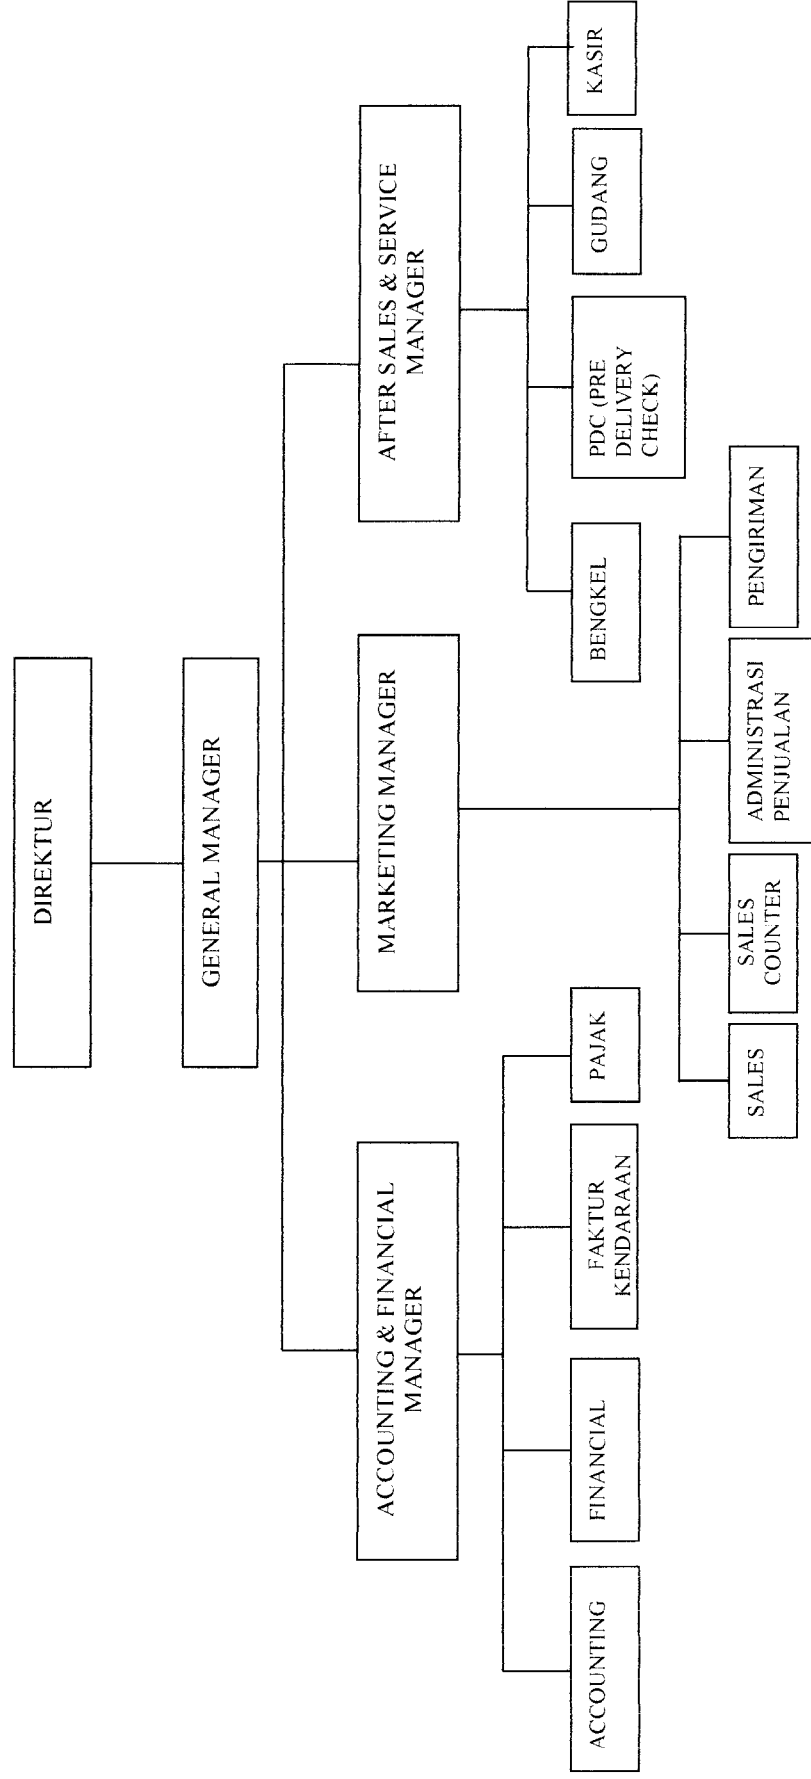 DIREKTUR
GENERAL MANAGER
ACCOUNTING & FINANCIAL
MANAGER
MARKETING MANAGER
AFTER SALES & SERVICE
MANAGER
ACCOUNTING
FINANCIAL
FAKTUR
KENDARAAN
PAJAK
BENGKEL
PDC (PRE
DELIVERY
CHECK)
GUDANG
KASIR
SALES
SALES
COUNTER
ADMINISTRASI
PENJUALAN
PENGIRIMAN